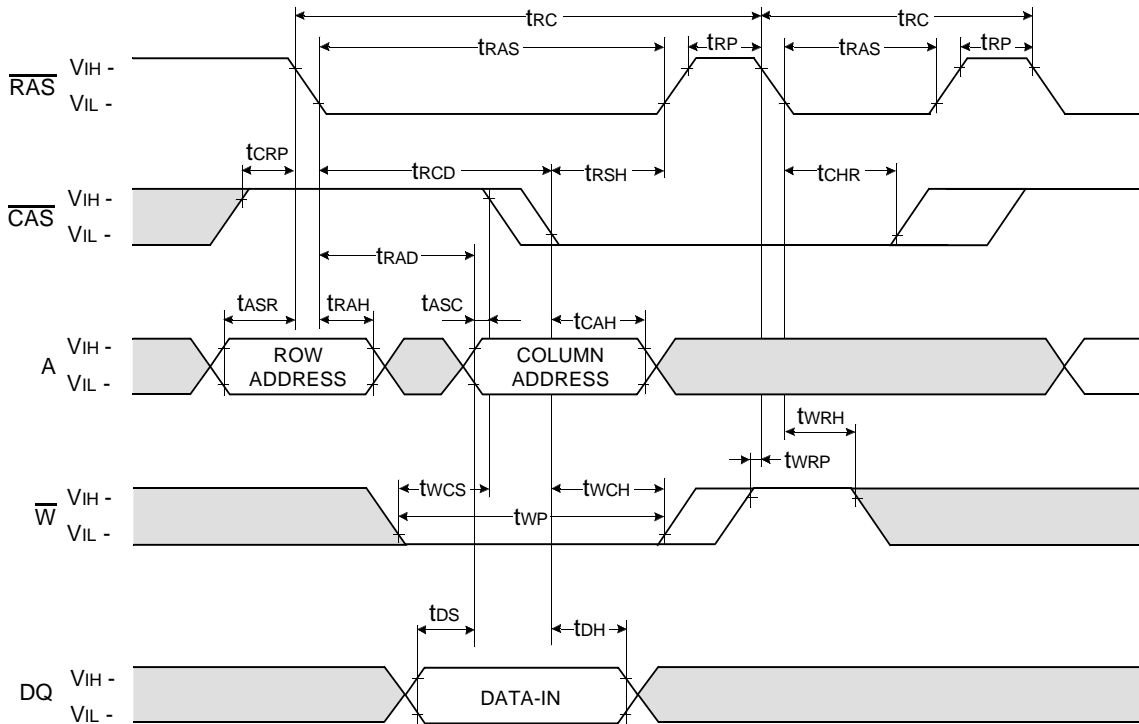 tRC tRC
tRAS tRP tRAS tRP
RAS VIH -
VIL -
tCRP tRCD tRSH tCHR
CAS VIH -
VIL -
tRAD
tASR tRAH tASC tCAH
A VIH -
VIL -
ROW
ADDRESS
COLUMN
ADDRESS
tWRH
tWRP
tWCS tWCH
W VIH -
VIL -
tWP
tDS tDH
DQ VIH -
VIL -
DATA-IN